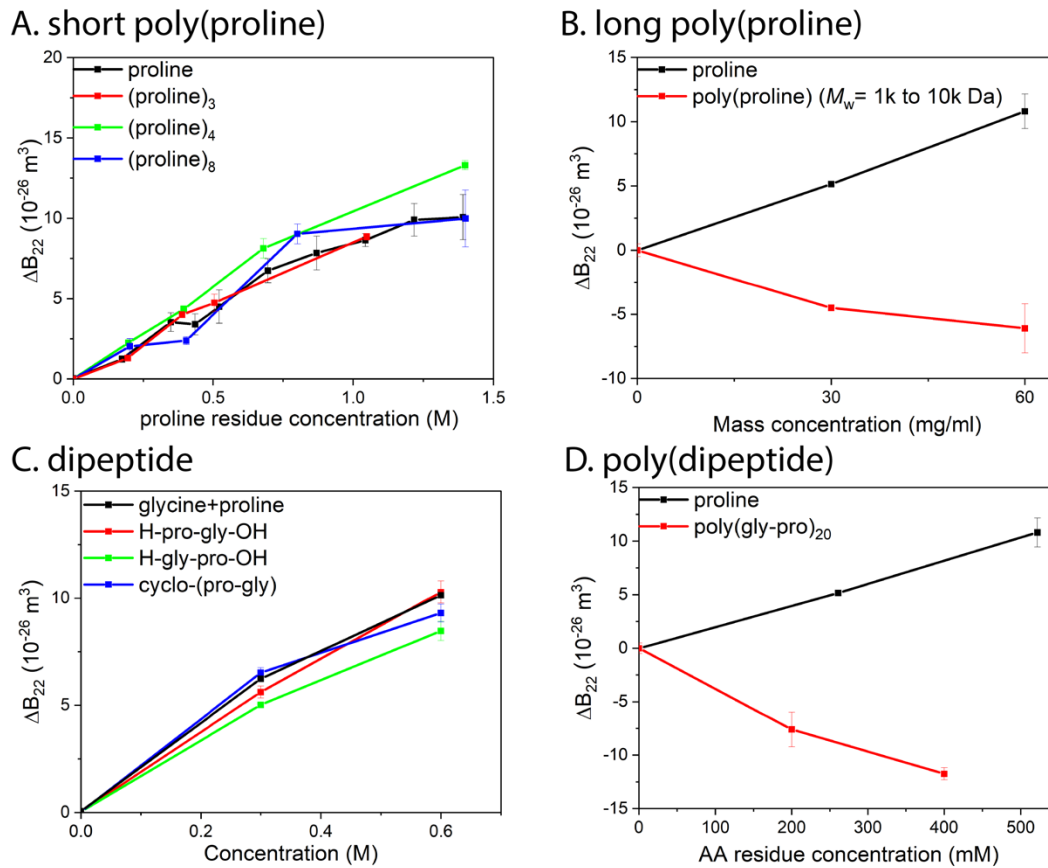 A. short poly(proline)
20
15
10
5
0
0.0
0.5
1.0
1.5
proline
(proline)3
(proline)4
(proline)8
ΔB22 (10-26 m3)
proline residue concentration (M)
B. long poly(proline)
15
10
5
0
-5
-10
0
30
60
proline
poly(proline) (Mw= 1k to 10k Da)
ΔB22 (10-26 m3)
Mass concentration (mg/ml)
C. dipeptide
15
10
5
0
0.0
0.2
0.4
0.6
glycine+proline
H-pro-gly-OH
H-gly-pro-OH
cyclo-(pro-gly)
ΔB22 (10-26 m3)
Concentration (M)
D. poly(dipeptide)
15
10
5
0
-5
-10
-15
0
100
200
300
400
500
proline
poly(gly-pro)20
ΔB22 (10-26 m3)
AA residue concentration (mM)